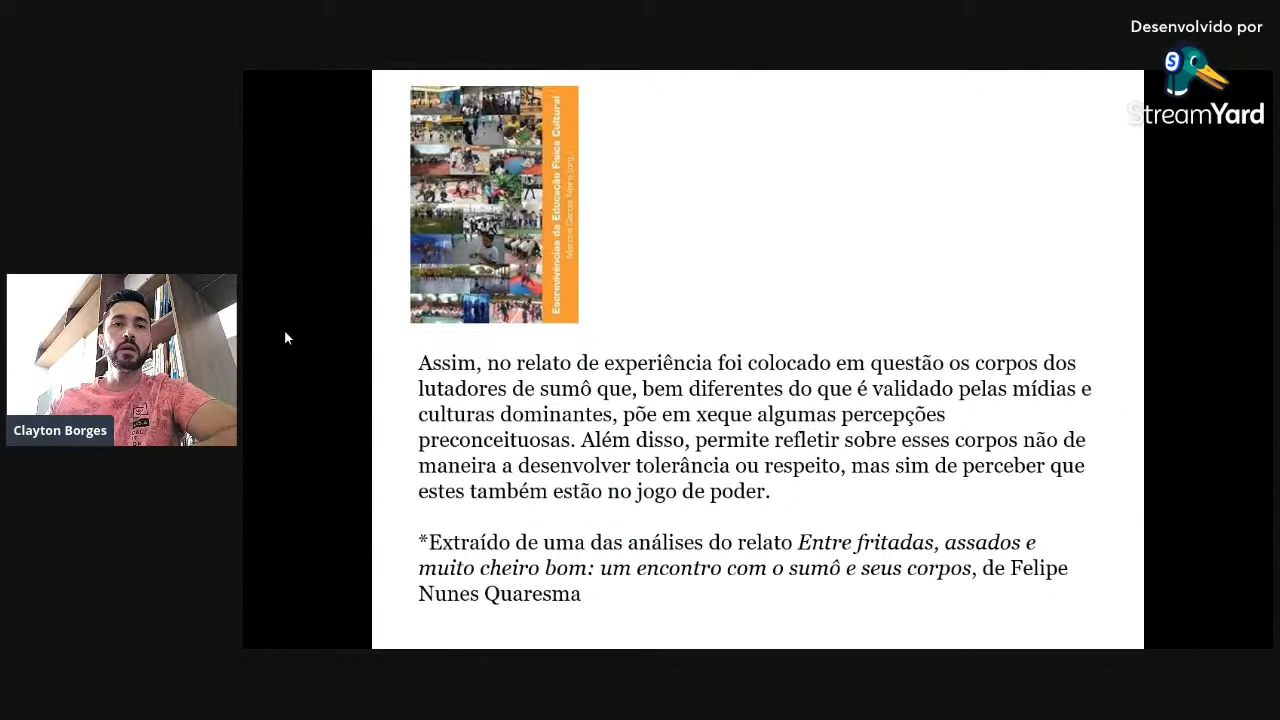 Desenvolvido por
StreamYard
Escrevivências da Educação Física Cultural
Marcos Garcia Neira (org.)
Clayton Borges
Assim, no relato de experiência foi colocado em questão os corpos dos
lutadores de sumô que, bem diferentes do que é validado pelas mídias e
culturas dominantes, põe em xeque algumas percepções
preconceituosas. Além disso, permite refletir sobre esses corpos não de
maneira a desenvolver tolerância ou respeito, mas sim de perceber que
estes também estão no jogo de poder.
*Extraído de uma das análises do relato Entre fritadas, assados e
muito cheiro bom: um encontro com o sumô e seus corpos, de Felipe
Nunes Quaresma